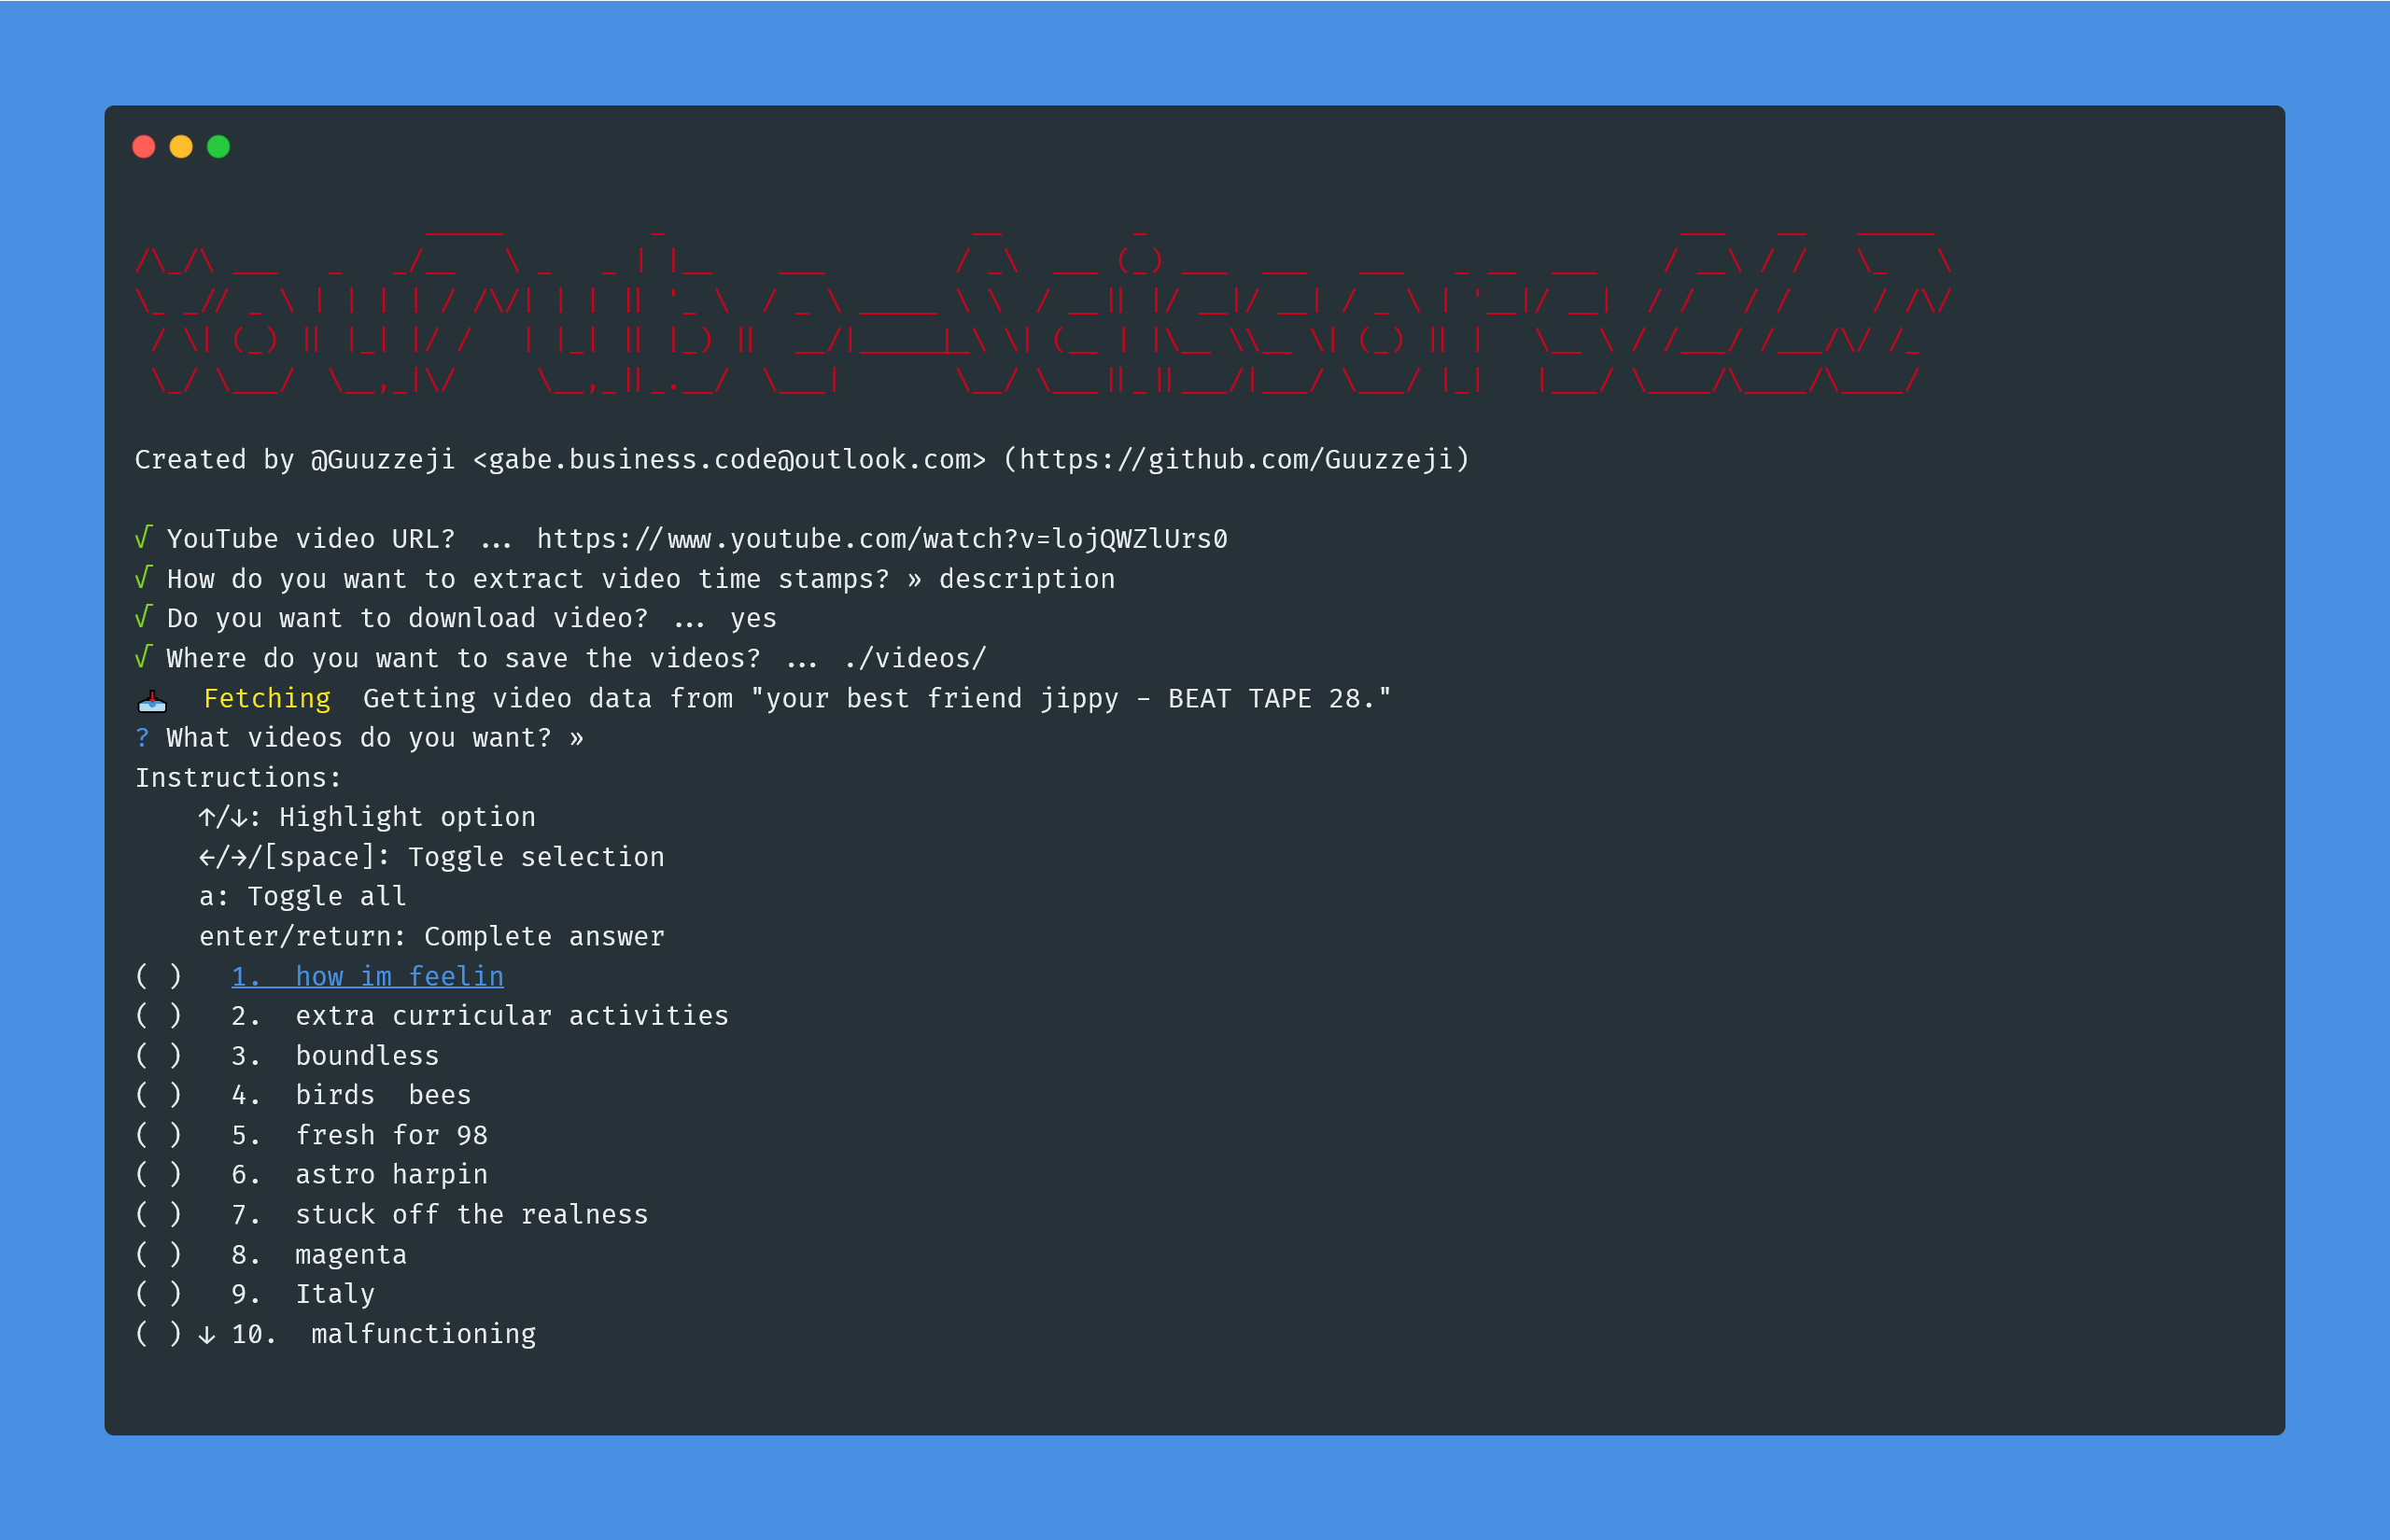 YouTube-Scissors CLI
Created by @Guuzzeji <gabe.business.code@outlook.com> (https://github.com/Guuzzeji)
√ YouTube video URL? ... https://www.youtube.com/watch?v=lojQWZlUrs0
√ How do you want to extract video time stamps? » description
√ Do you want to download video? ... yes
√ Where do you want to save the videos? ... ./videos/
📥 Fetching Getting video data from "your best friend jippy - BEAT TAPE 28."
? What videos do you want? »
Instructions:
↑/↓: Highlight option
←/→/[space]: Toggle selection
a: Toggle all
enter/return: Complete answer
( ) 1. how im feelin
( ) 2. extra curricular activities
( ) 3. boundless
( ) 4. birds  bees
( ) 5. fresh for 98
( ) 6. astro harpin
( ) 7. stuck off the realness
( ) 8. magenta
( ) 9. Italy
( ) ↓ 10. malfunctioning